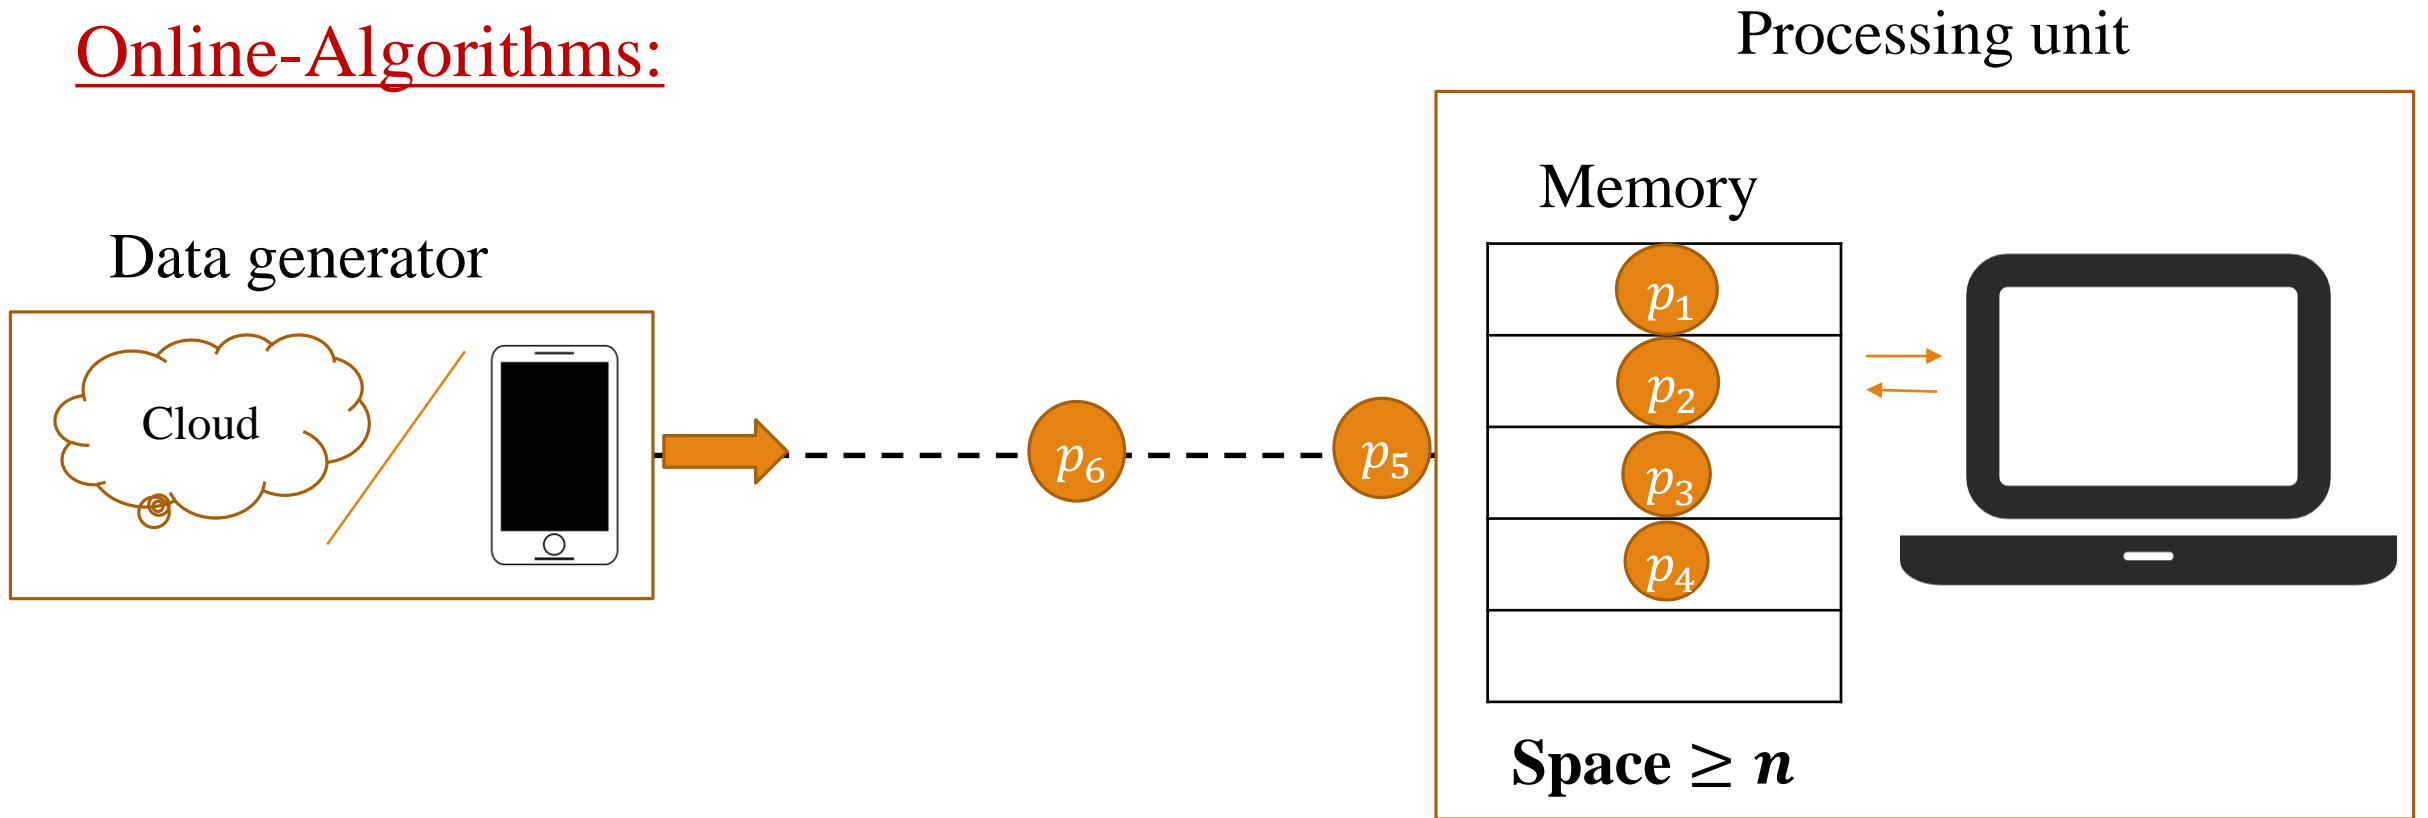 Online-Algorithms:
Processing unit
Memory
Data generator
Cloud
p₁
p₂
p₃
p₄
p₅
p₆
Space ≥ n